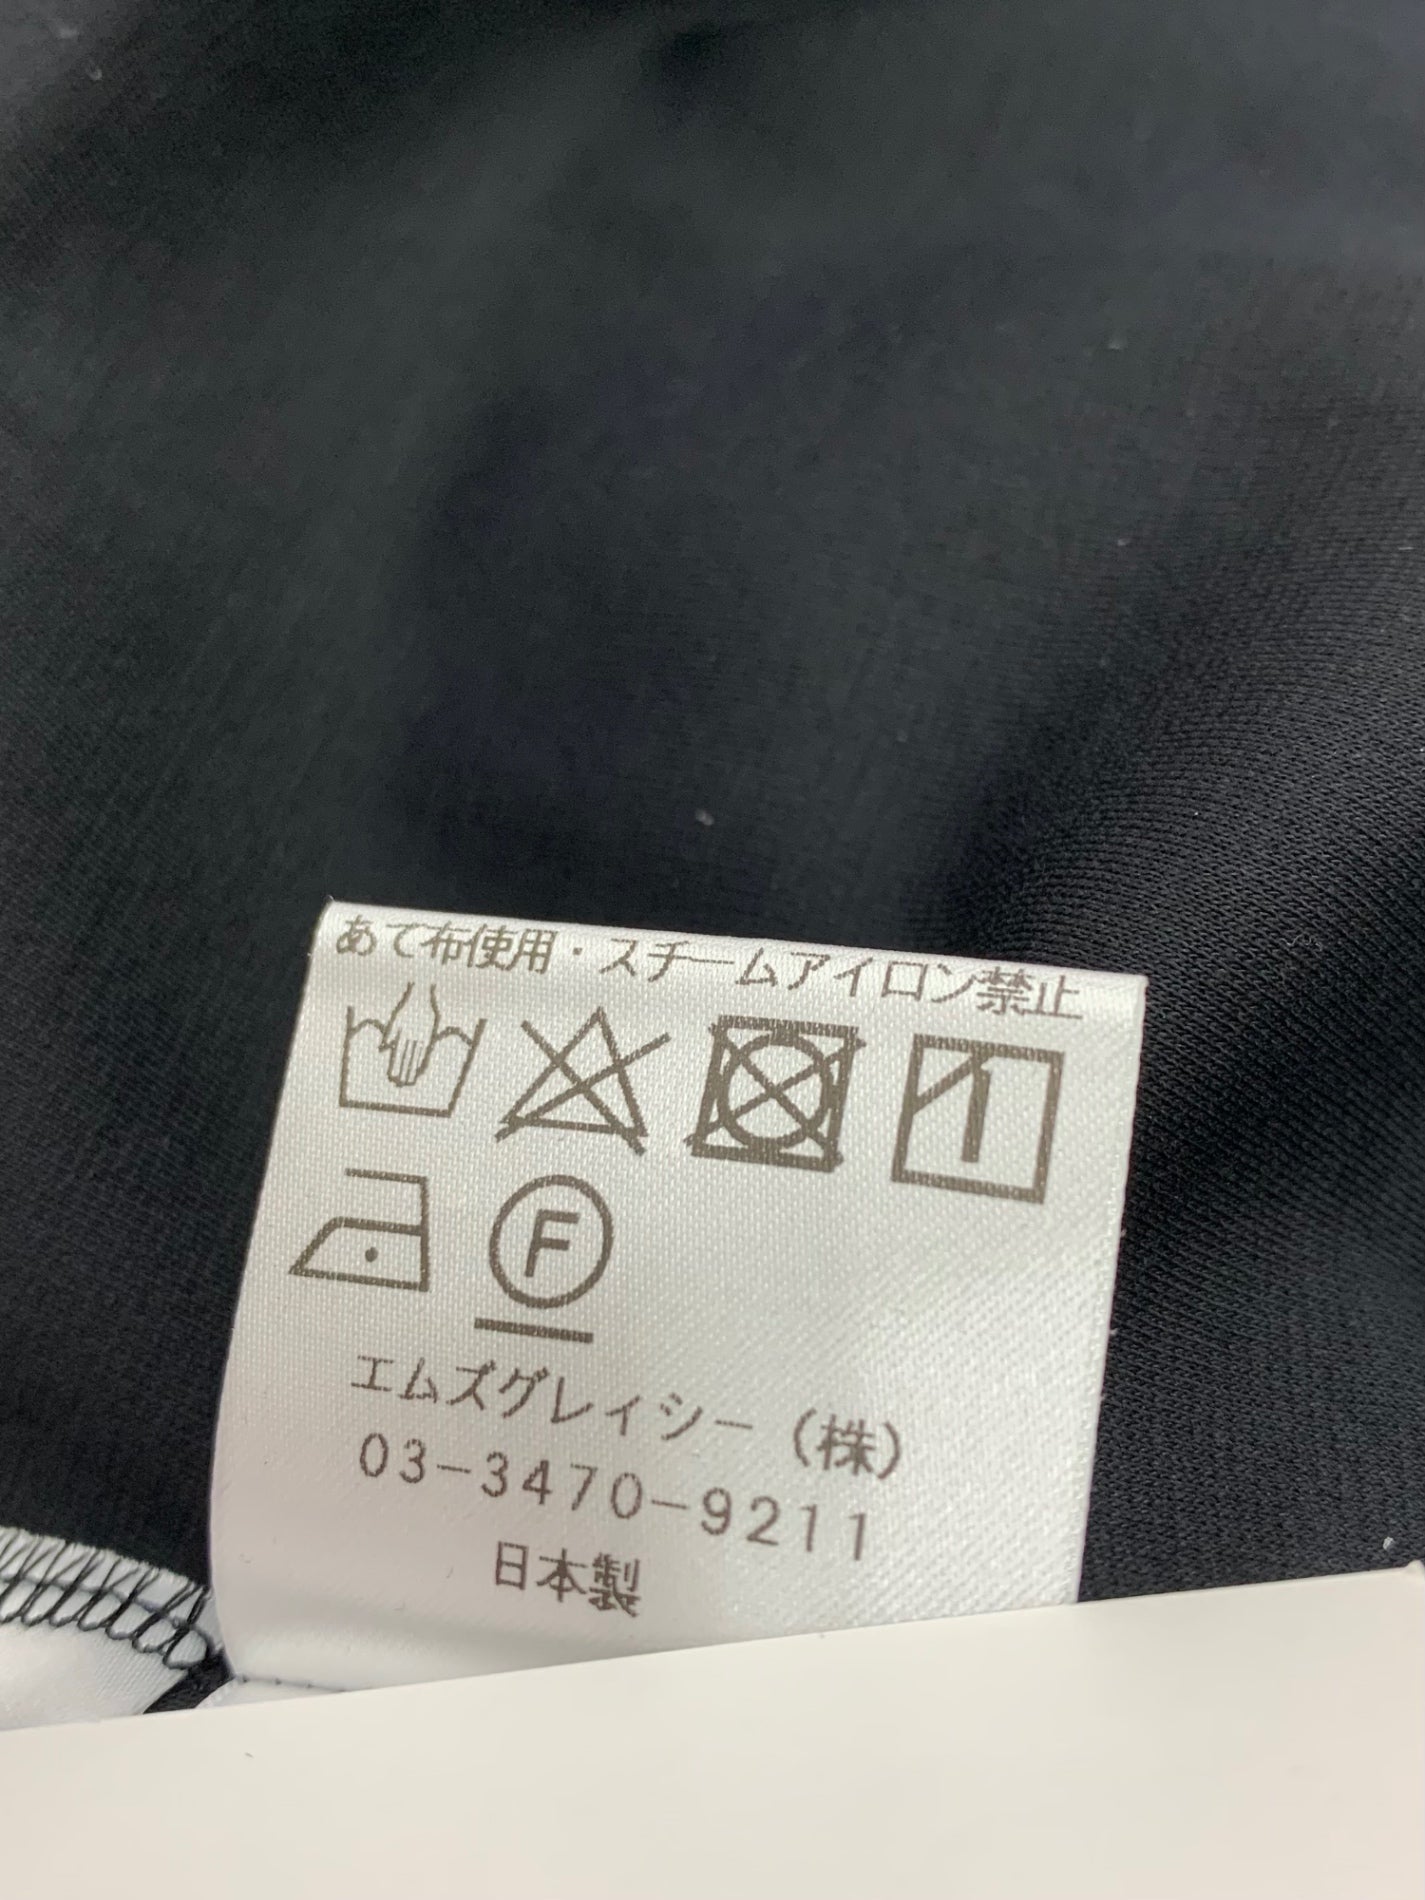 あて布使用・スチームアイロン禁止
F
エムズグレィシー（株）
03-3470-9211
日本製